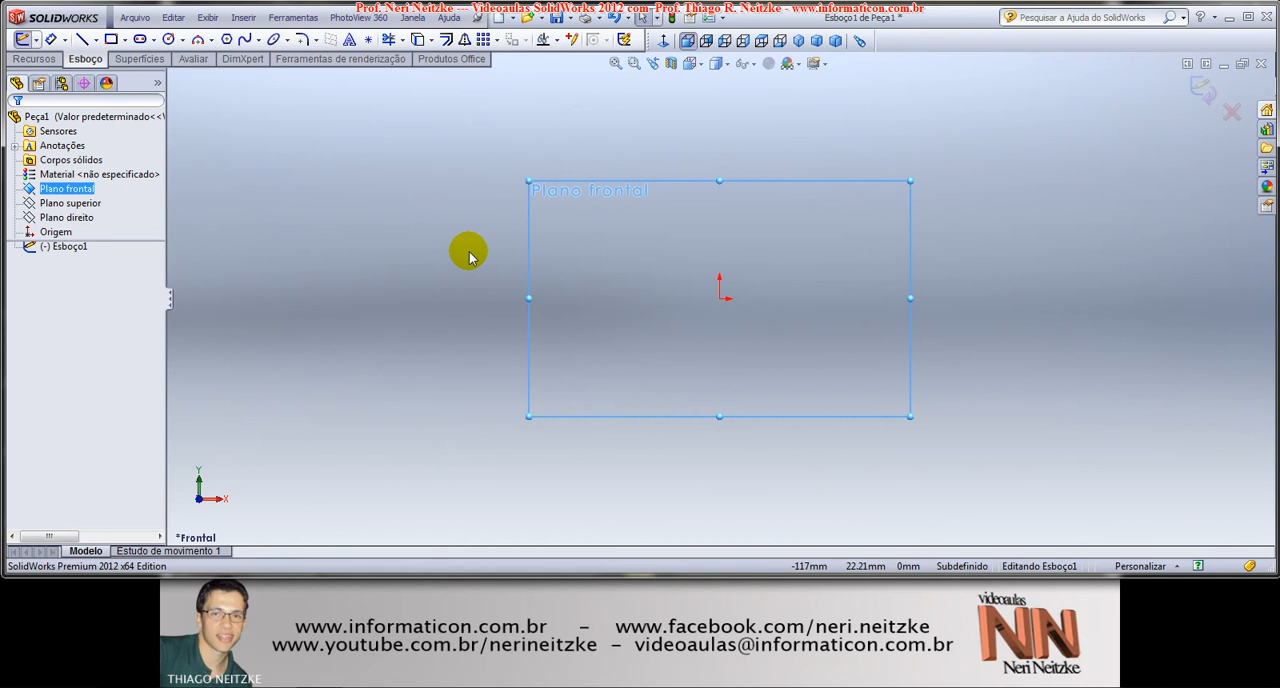 Prof. Neri Neitzke --- Videoaulas SolidWorks 2012 com Prof. Thiago R. Neitzke - www.informaticon.com.br
SOLIDWORKS Arquivo Editar Exibir Inserir Ferramentas PhotoView 360 Janela Ajuda Esboço1 de Peça1 * Pesquisar a Ajuda do SolidWorks
Recursos Esboço Superfícies Avaliar DimXpert Ferramentas de renderização Produtos Office
Peça1 (Valor predeterminado<<V
Sensores
Anotações
Corpos sólidos
Material <não especificado>
Plano frontal
Plano superior
Plano direito
Origem
(-) Esboço1
Plano frontal
Y
X
*Frontal
Modelo Estudo de movimento 1
SolidWorks Premium 2012 x64 Edition -117mm 22.21mm 0mm Subdefinido Editando Esboço1 Personalizar
www.informaticon.com.br - www.facebook.com/neri.neitzke
www.youtube.com.br/nerineitzke - videoaulas@informaticon.com.br
THIAGO NEITZKE
videoaulas
NN
Neri Neitzke